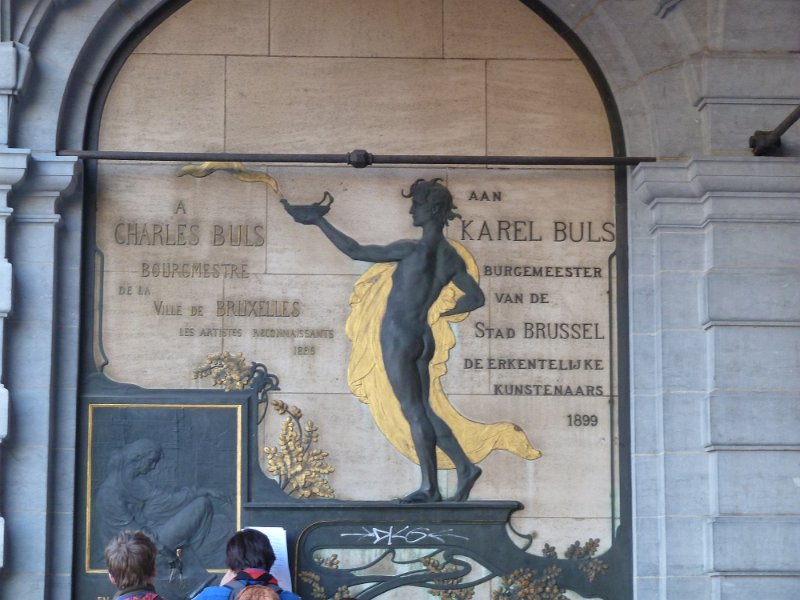 A
CHARLES BULS
BOURGMESTRE
DE LA
VILLE DE BRUXELLES
LES ARTISTES RECONNAISSANTS
AAN
KAREL BULS
BURGEMEESTER
VAN DE
STAD BRUSSEL
DE ERKENTELIJKE
KUNSTENAARS
1899